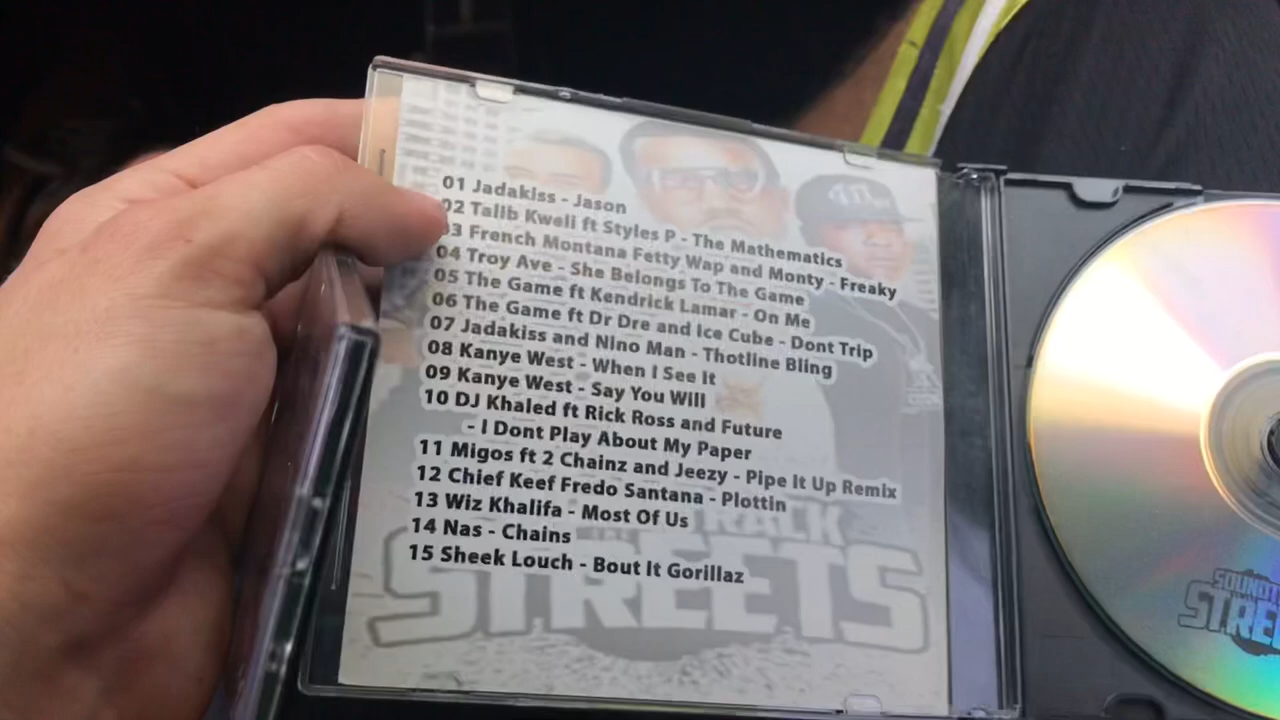 01 Jadakiss - Jason
02 Talib Kweli ft Styles P - The Mathematics
03 French Montana Fetty Wap and Monty - Freaky
04 Troy Ave - She Belongs To The Game
05 The Game ft Kendrick Lamar - On Me
06 The Game ft Dr Dre and Ice Cube - Dont Trip
07 Jadakiss and Nino Man - Thotline Bling
08 Kanye West - When I See It
09 Kanye West - Say You Will
10 DJ Khaled ft Rick Ross and Future
- I Dont Play About My Paper
11 Migos ft 2 Chainz and Jeezy - Pipe It Up Remix
12 Chief Keef Fredo Santana - Plottin
13 Wiz Khalifa - Most Of Us
14 Nas - Chains
15 Sheek Louch - Bout It Gorillaz
TRACK
STREETS
SOUNDT
STREE